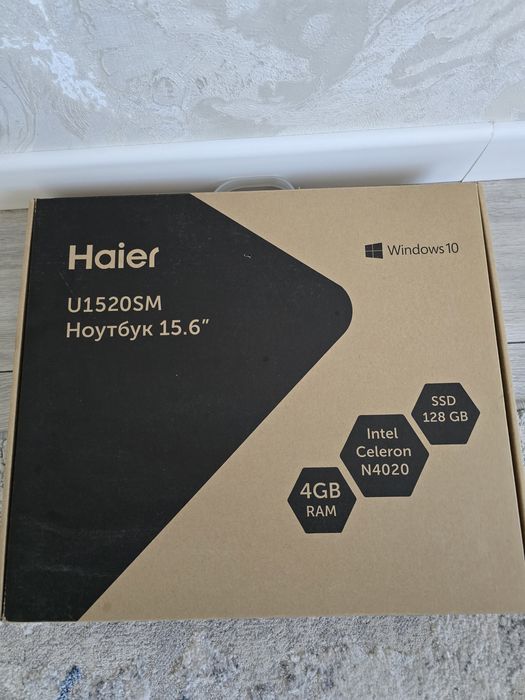 Haier
Windows 10
U1520SM
Ноутбук 15.6”
SSD
128 GB
Intel
Celeron
N4020
4GB
RAM